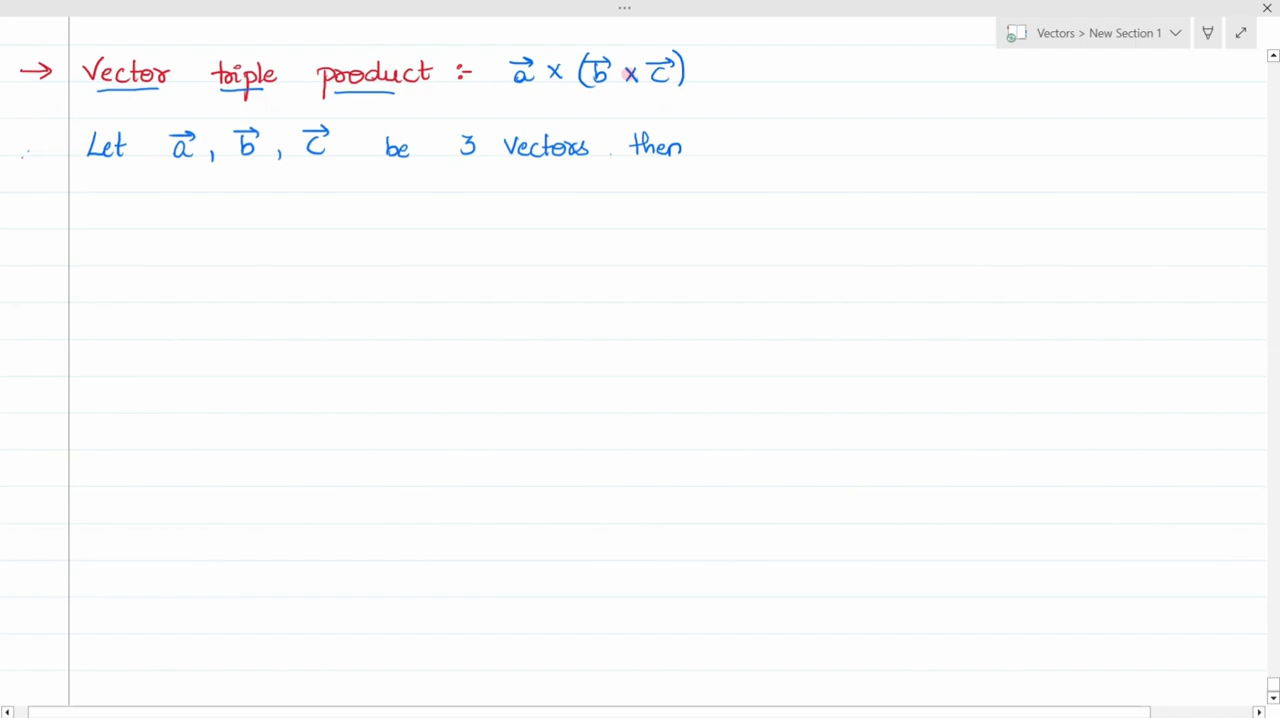 ...
Vectors > New Section 1
→ Vector triple product :- a⃗ × (b⃗ × c⃗)
Let a⃗, b⃗, c⃗ be 3 vectors. then